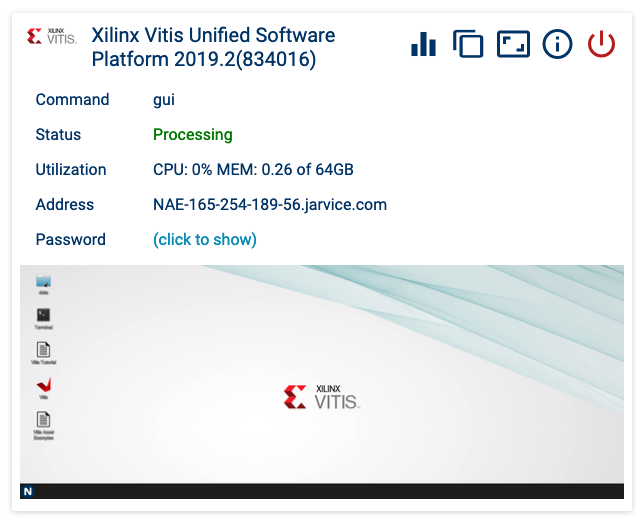 XILINX
VITIS.
Xilinx Vitis Unified Software
Platform 2019.2(834016)
Command gui
Status Processing
Utilization CPU: 0% MEM: 0.26 of 64GB
Address NAE-165-254-189-56.jarvice.com
Password (click to show)
Terminal
Vitis Tutorial
Vitis
Vitis Accel
Examples
XILINX
VITIS
N